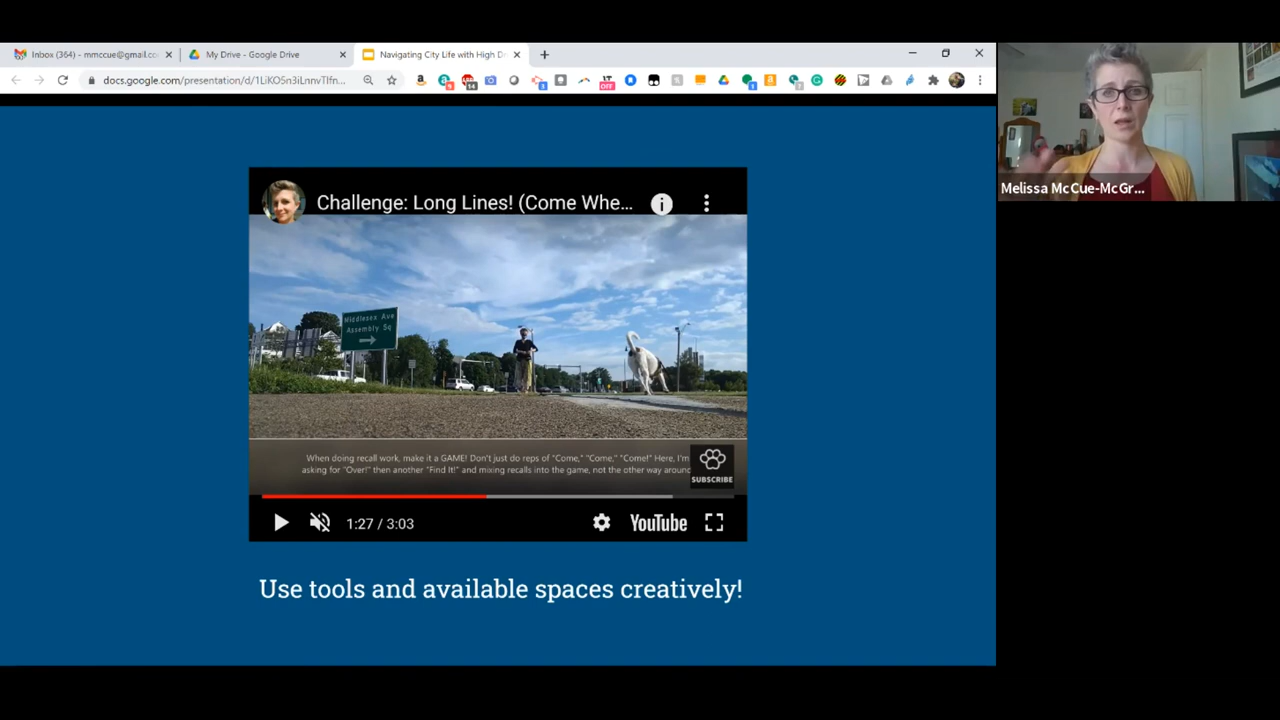 Inbox (364) - mmccue@gmail.co
My Drive - Google Drive
Navigating City Life with High D
docs.google.com/presentation/d/1LiKO5n3iLnnvTlfn...
OFF
Melissa McCue-McGr...
Challenge: Long Lines! (Come Whe...
Middlesex Ave
Assembly Sq
When doing recall work, make it a GAME! Don't just do reps of "Come," "Come," "Come!" Here, I'm
asking for "Over!" then another "Find It!" and mixing recalls into the game, not the other way around
SUBSCRIBE
1:27 / 3:03
YouTube
Use tools and available spaces creatively!